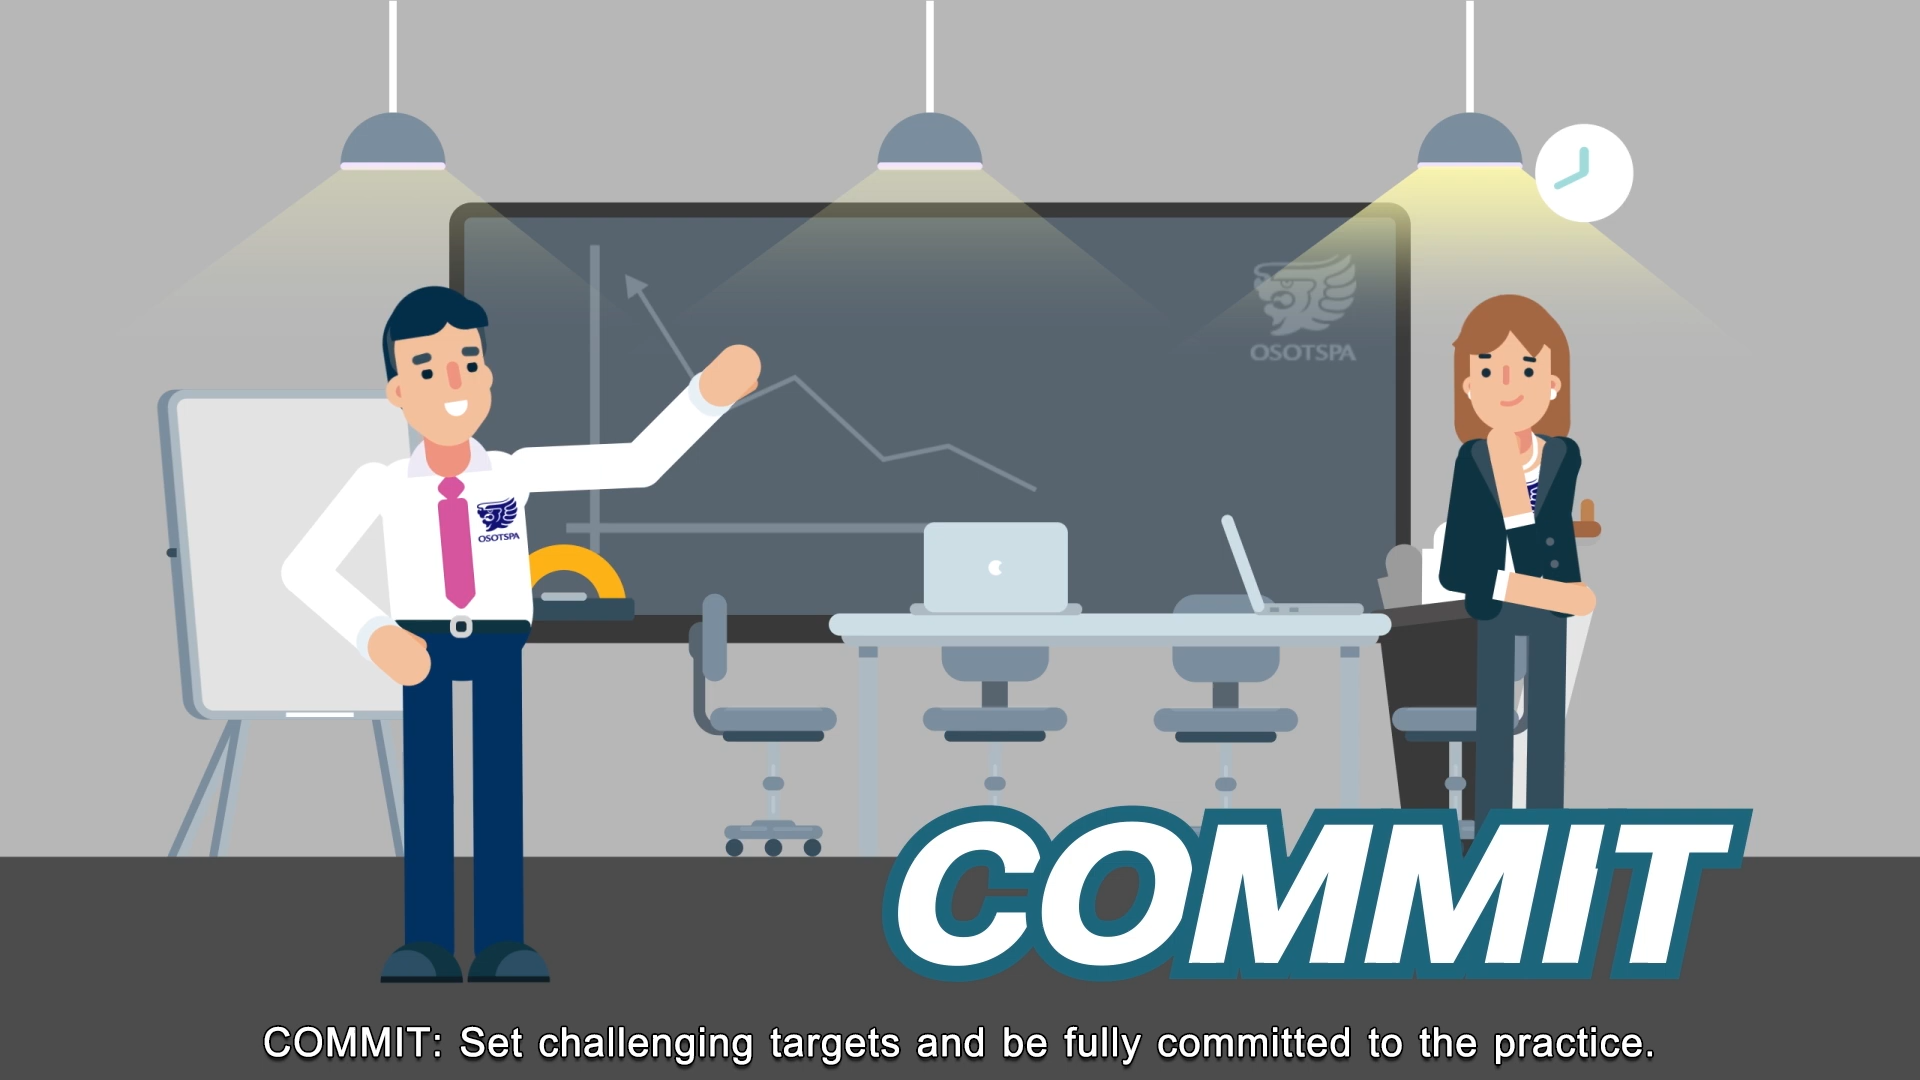 OSOTSPA
OSOTSPA
COMMIT
COMMIT: Set challenging targets and be fully committed to the practice.